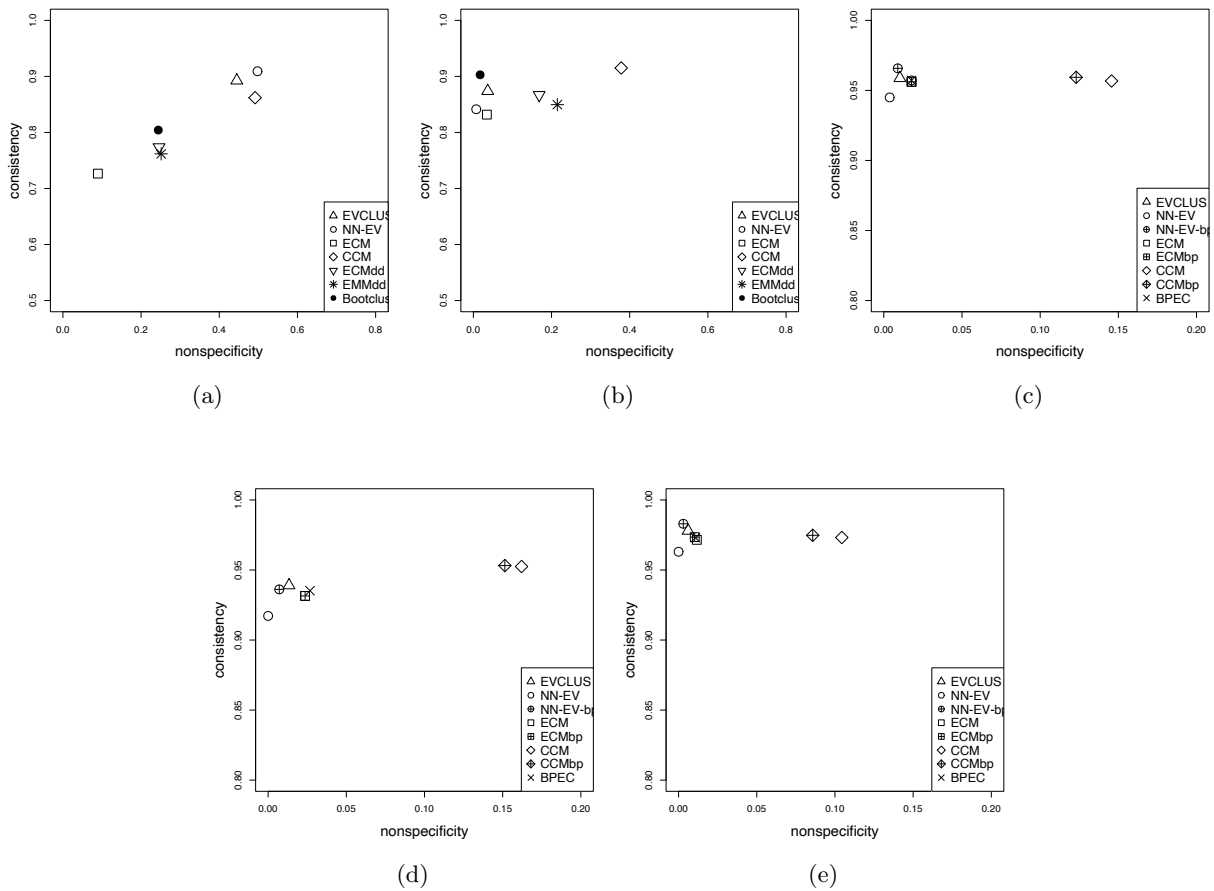 1.0
0.9
0.8
0.7
0.6
0.5
consistency
0.0 0.2 0.4 0.6 0.8
nonspecificity
EVCLUS
NN-EV
ECM
CCM
ECMdd
EMMdd
Bootclus
(a)
1.0
0.9
0.8
0.7
0.6
0.5
consistency
0.0 0.2 0.4 0.6 0.8
nonspecificity
EVCLUS
NN-EV
ECM
CCM
ECMdd
EMMdd
Bootclus
(b)
1.00
0.95
0.90
0.85
0.80
consistency
0.00 0.05 0.10 0.15 0.20
nonspecificity
EVCLUS
NN-EV
NN-EV-bp
ECM
ECMbp
CCM
CCMbp
BPEC
(c)
1.00
0.95
0.90
0.85
0.80
consistency
0.00 0.05 0.10 0.15 0.20
nonspecificity
EVCLUS
NN-EV
NN-EV-bp
ECM
ECMbp
CCM
CCMbp
BPEC
(d)
1.00
0.95
0.90
0.85
0.80
consistency
0.00 0.05 0.10 0.15 0.20
nonspecificity
EVCLUS
NN-EV
NN-EV-bp
ECM
ECMbp
CCM
CCMbp
BPEC
(e)